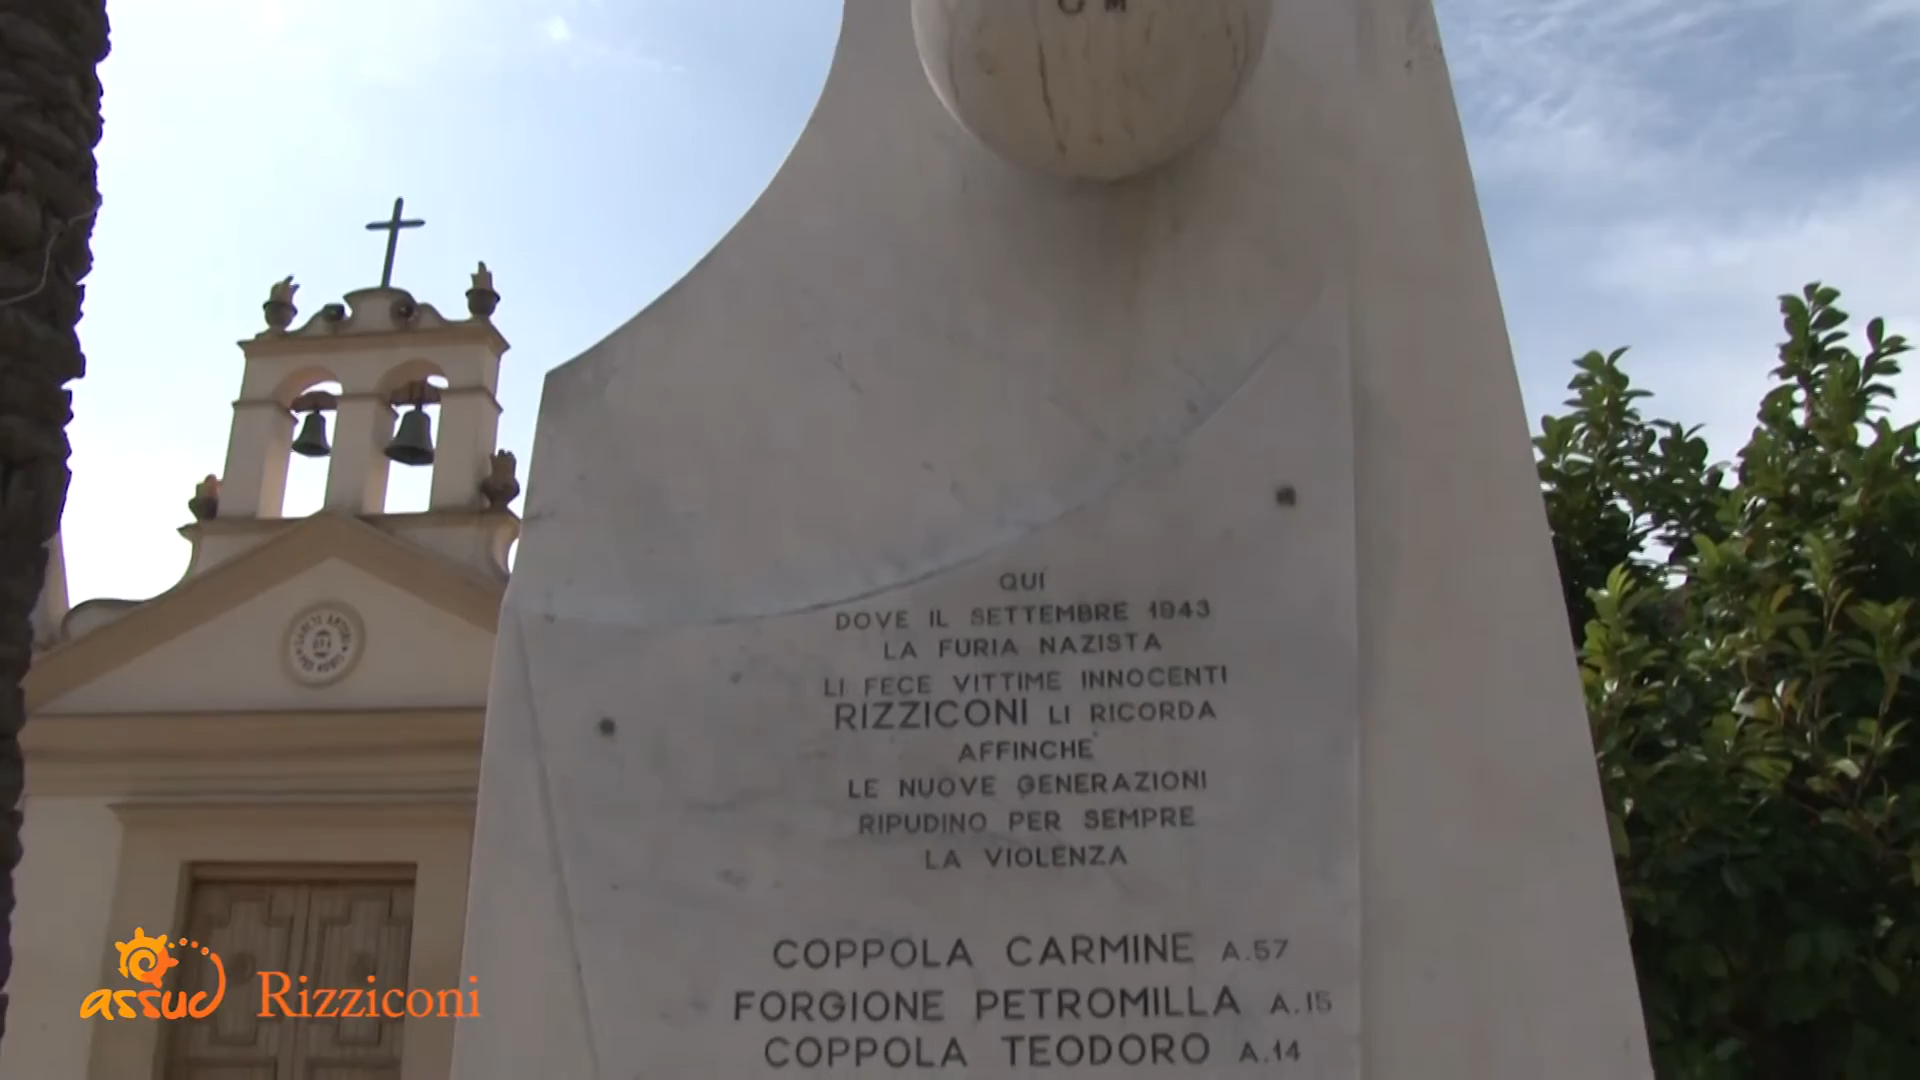 G M
QUI
DOVE IL SETTEMBRE 1943
LA FURIA NAZISTA
LI FECE VITTIME INNOCENTI
RIZZICONI LI RICORDA
AFFINCHE'
LE NUOVE GENERAZIONI
RIPUDINO PER SEMPRE
LA VIOLENZA
COPPOLA CARMINE A.57
FORGIONE PETROMILLA A.15
COPPOLA TEODORO A.14
assud Rizziconi